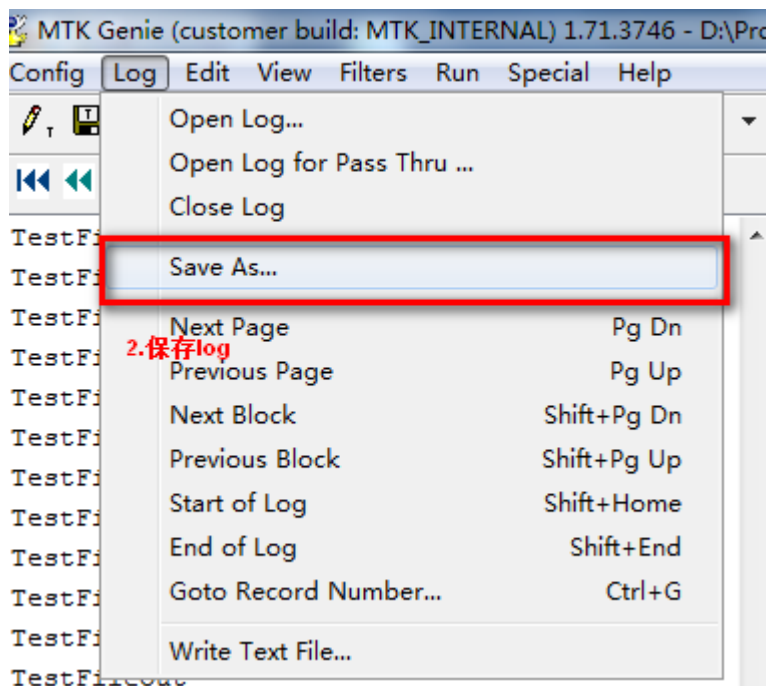 MTK Genie (customer build: MTK_INTERNAL) 1.71.3746 - D:\Pro
Config Log Edit View Filters Run Special Help
Open Log...
Open Log for Pass Thru ...
Close Log
TestFi
Save As...
TestFi
TestFi
Next Page Pg Dn
2.保存log
TestFi
Previous Page Pg Up
TestFi
Next Block Shift+Pg Dn
TestFi
Previous Block Shift+Pg Up
TestFi
Start of Log Shift+Home
TestFi
End of Log Shift+End
TestFi
Goto Record Number... Ctrl+G
TestFi
TestFi
Write Text File...
TestFileOut